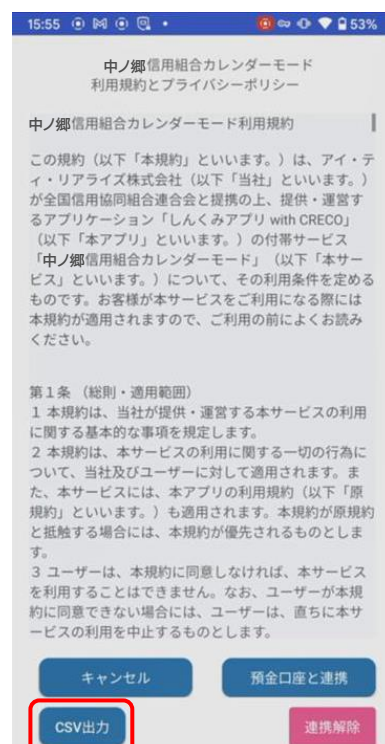 15:55 53%
中ノ郷信用組合カレンダーモード
利用規約とプライバシーポリシー
中ノ郷信用組合カレンダーモード利用規約
この規約（以下「本規約」といいます。）は、アイ・テ
ィ・リアライズ株式会社（以下「当社」といいます。）
が全国信用協同組合連合会と提携の上、提供・運営す
るアプリケーション「しんくみアプリ with CRECO」
（以下「本アプリ」といいます。）の付帯サービス
「中ノ郷信用組合カレンダーモード」（以下「本サー
ビス」といいます。）について、その利用条件を定める
ものです。お客様が本サービスをご利用になる際には
本規約が適用されますので、ご利用の前によくお読み
ください。
第１条 （総則・適用範囲）
1 本規約は、当社が提供・運営する本サービスの利用
に関する基本的な事項を規定します。
2 本規約は、本サービスの利用に関する一切の行為に
ついて、当社及びユーザーに対して適用されます。ま
た、本サービスには、本アプリの利用規約（以下「原
規約」といいます。）も適用されます。本規約が原規約
と抵触する場合には、本規約が優先されるものとしま
す。
3 ユーザーは、本規約に同意しなければ、本サービス
を利用することはできません。なお、ユーザーが本規
約に同意できない場合には、ユーザーは、直ちに本サ
ービスの利用を中止するものとします。
キャンセル 預金口座と連携
CSV出力 連携解除